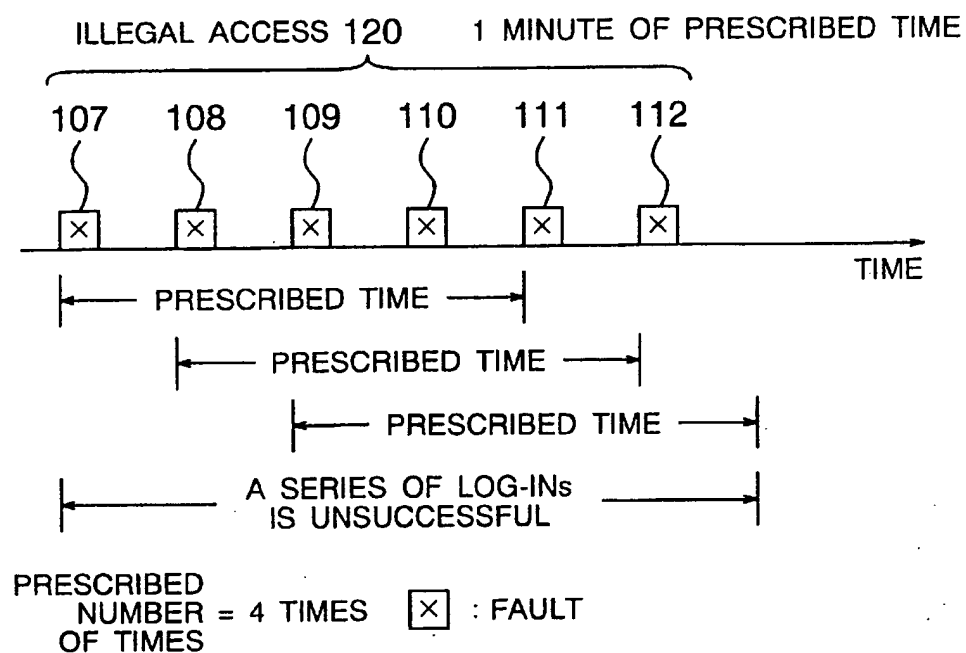 ILLEGAL ACCESS 120 1 MINUTE OF PRESCRIBED TIME
107 108 109 110 111 112
× × × × × ×
TIME
PRESCRIBED TIME
PRESCRIBED TIME
PRESCRIBED TIME
A SERIES OF LOG-INs
IS UNSUCCESSFUL
PRESCRIBED
NUMBER = 4 TIMES × : FAULT
OF TIMES